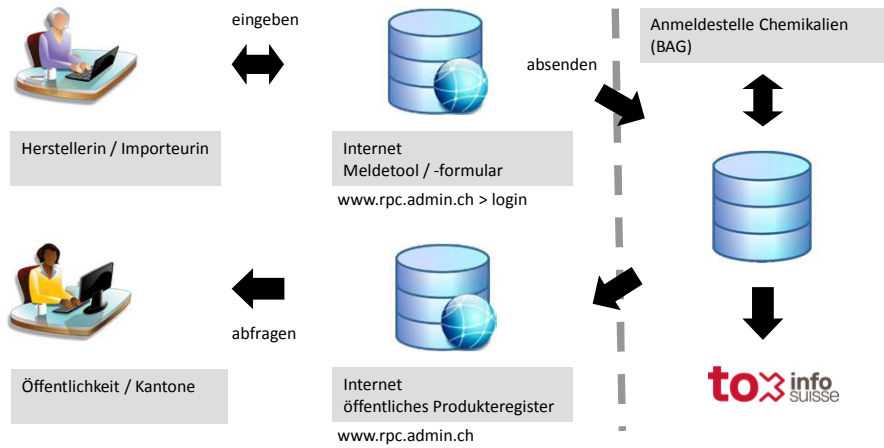 eingeben
Anmeldestelle Chemikalien
(BAG)
absenden
Herstellerin / Importeurin
Internet
Meldetool / -formular
www.rpc.admin.ch > login
abfragen
Öffentlichkeit / Kantone
Internet
öffentliches Produkteregister
www.rpc.admin.ch
tox info
suisse